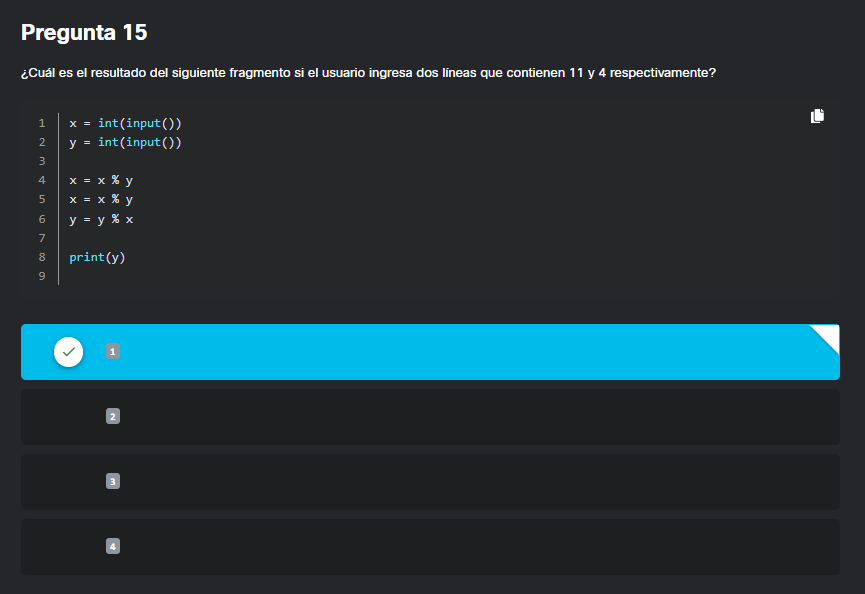 Pregunta 15
¿Cuál es el resultado del siguiente fragmento si el usuario ingresa dos líneas que contienen 11 y 4 respectivamente?
1 x = int(input())
2 y = int(input())
3
4 x = x % y
5 x = x % y
6 y = y % x
7
8 print(y)
9
1
2
3
4